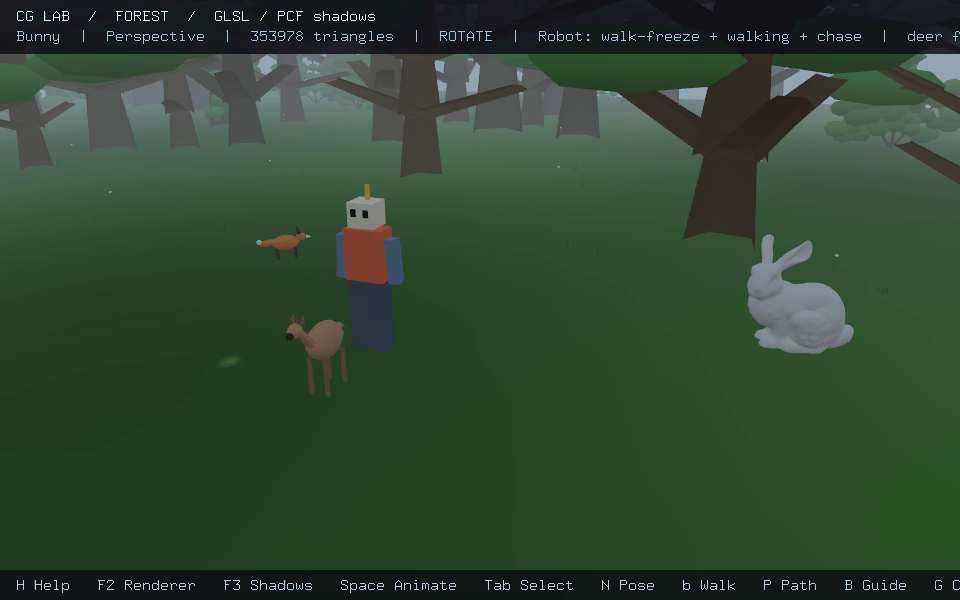 CG LAB / FOREST / GLSL / PCF shadows
Bunny | Perspective | 353978 triangles | ROTATE | Robot: walk-freeze + walking + chase | deer f
H Help F2 Renderer F3 Shadows Space Animate Tab Select N Pose b Walk P Path B Guide G C